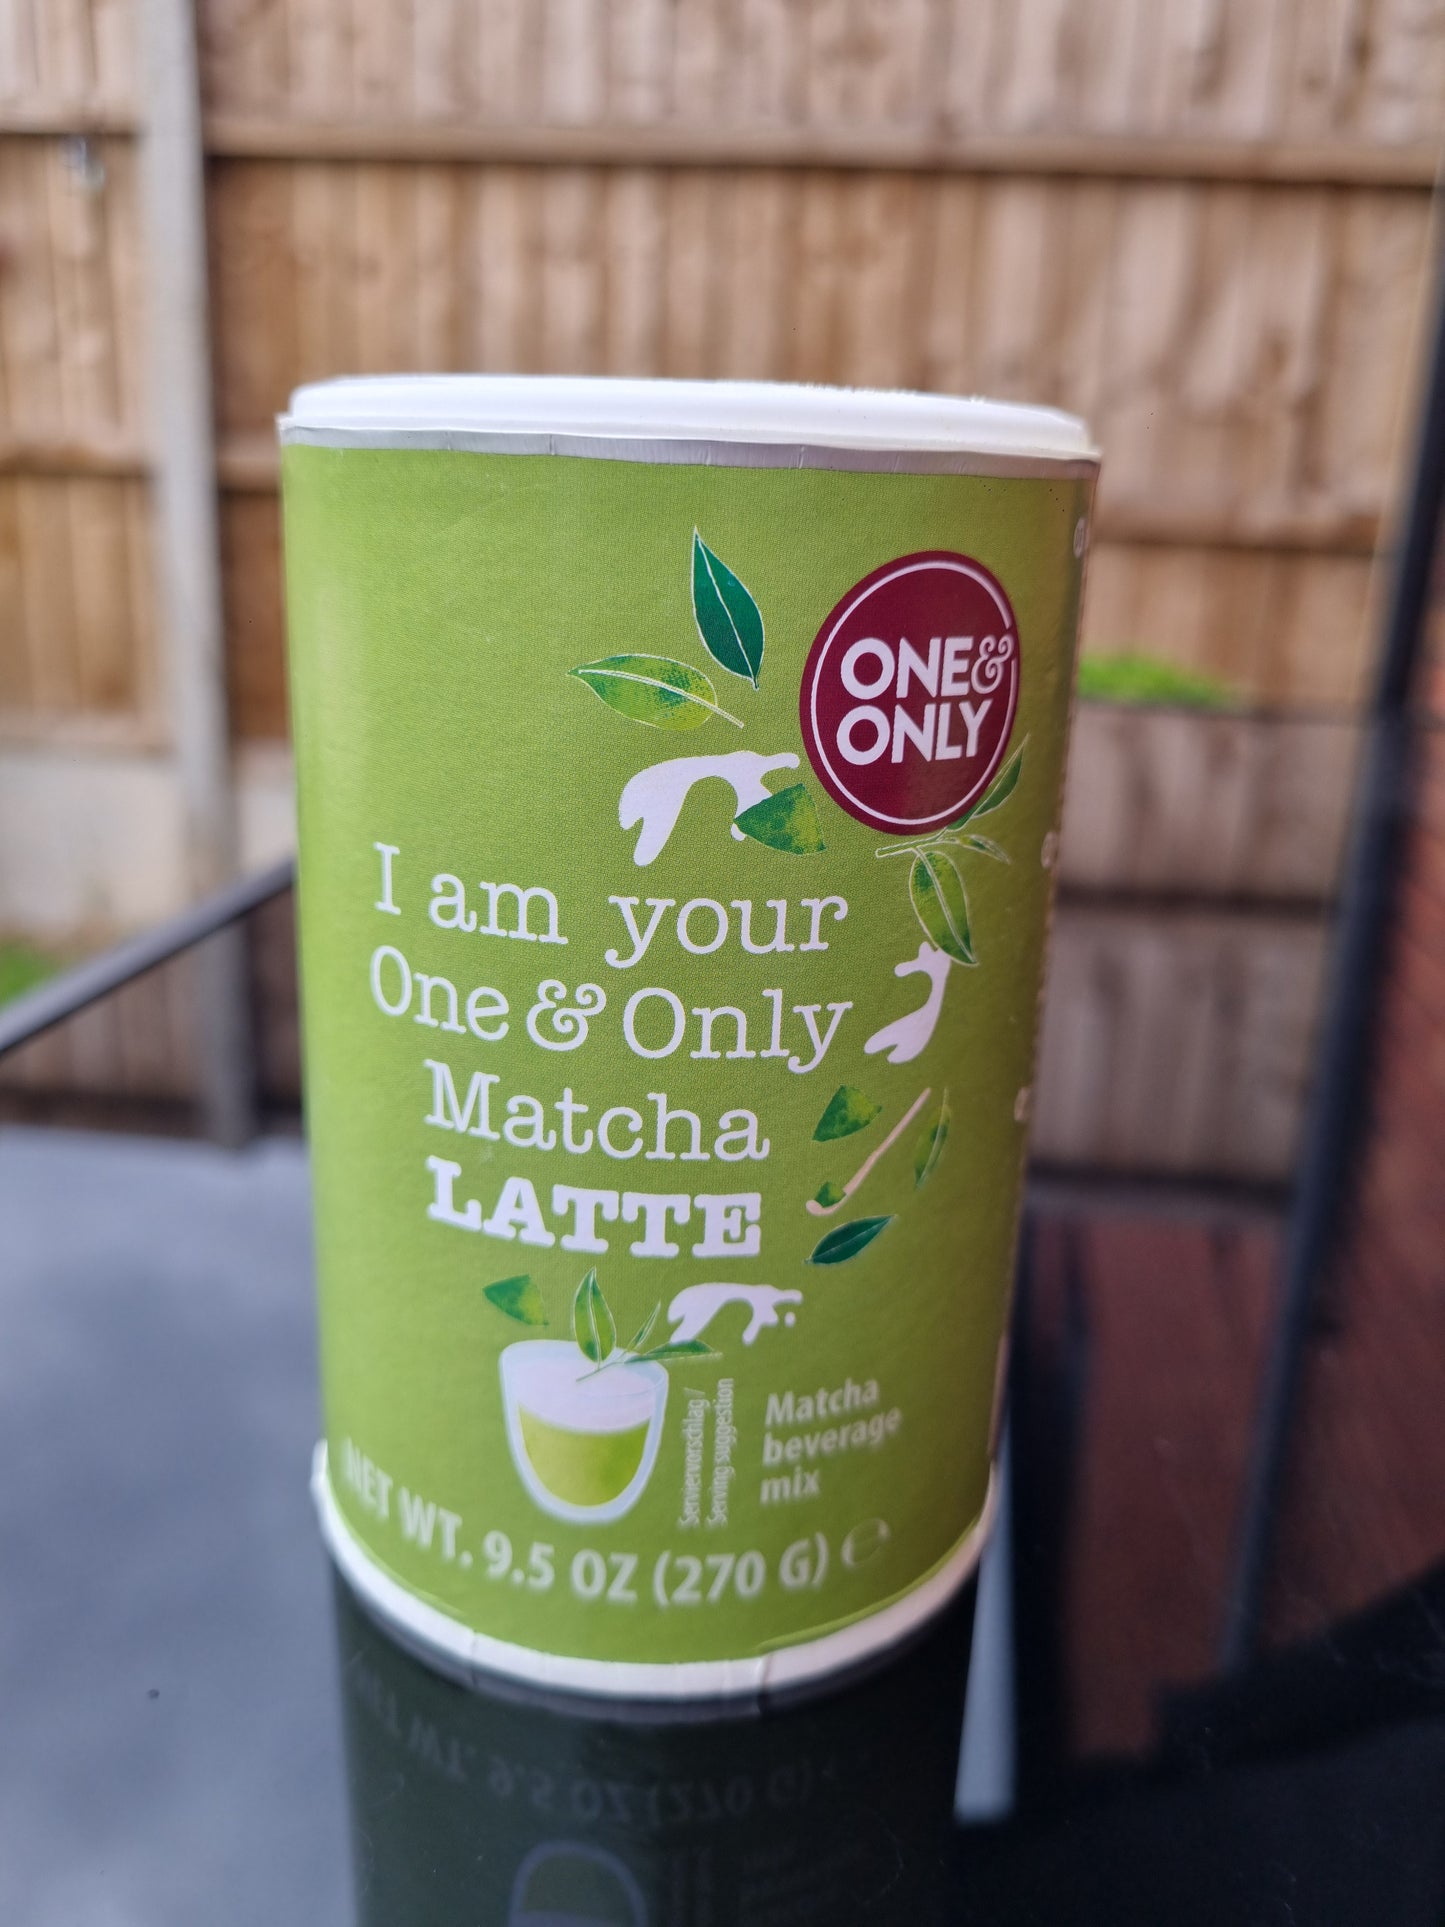 ONE&
ONLY
I am your
One & Only
Matcha
LATTE
Serviervorschlag /
Serving suggestion
Matcha
beverage
mix
NET WT. 9.5 OZ (270 G) ℮